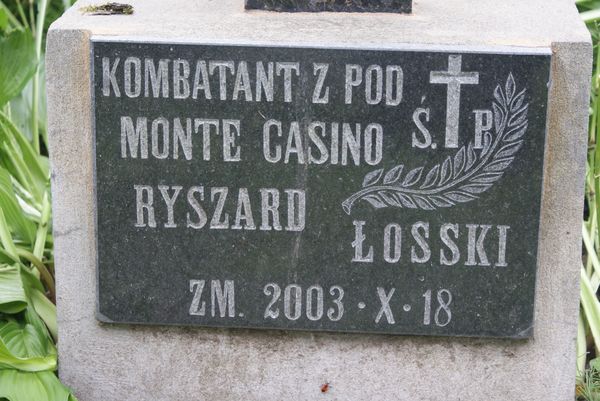 KOMBATANT Z POD
MONTE CASINO
Ś.P.
RYSZARD
ŁOSSKI
ZM. 2003·X·18